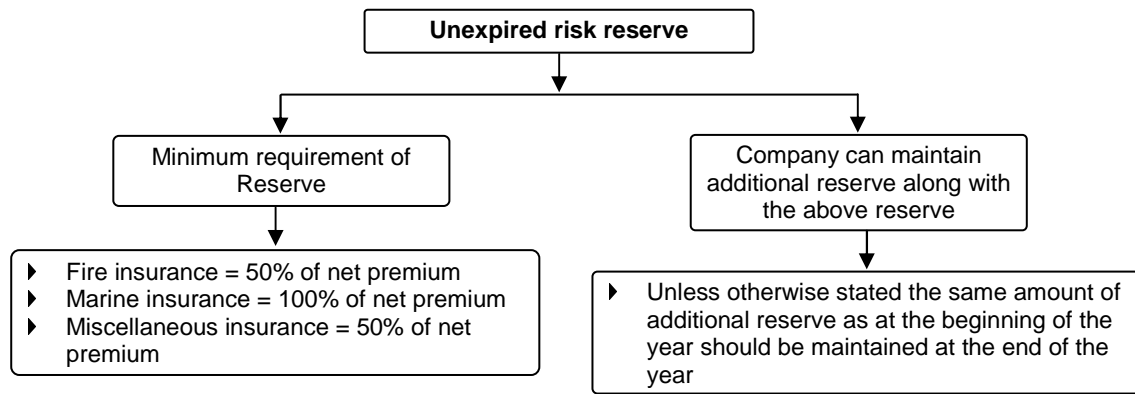 Unexpired risk reserve
Minimum requirement of
Reserve
Fire insurance = 50% of net premium
Marine insurance = 100% of net premium
Miscellaneous insurance = 50% of net
premium
Company can maintain
additional reserve along with
the above reserve
Unless otherwise stated the same amount of
additional reserve as at the beginning of the
year should be maintained at the end of the
year